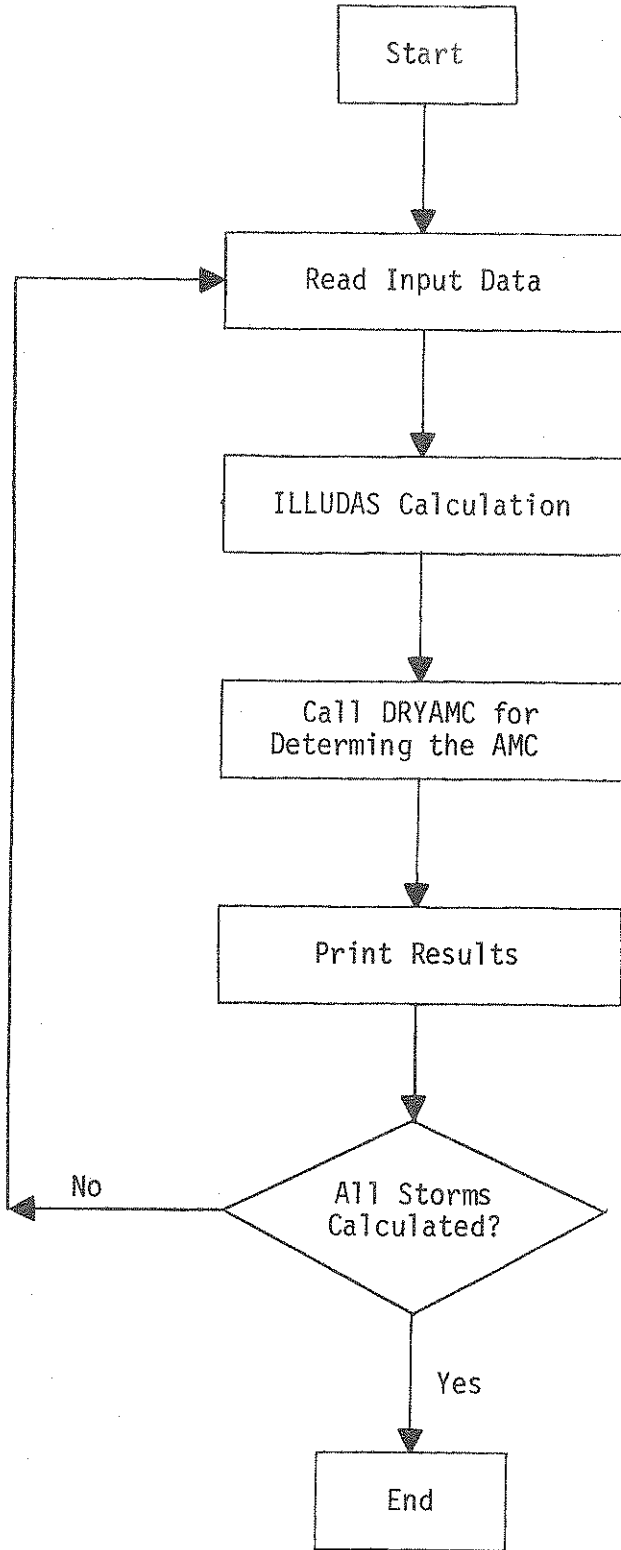 Start
Read Input Data
ILLUDAS Calculation
Call DRYAMC for
Determing the AMC
Print Results
No
All Storms
Calculated?
Yes
End